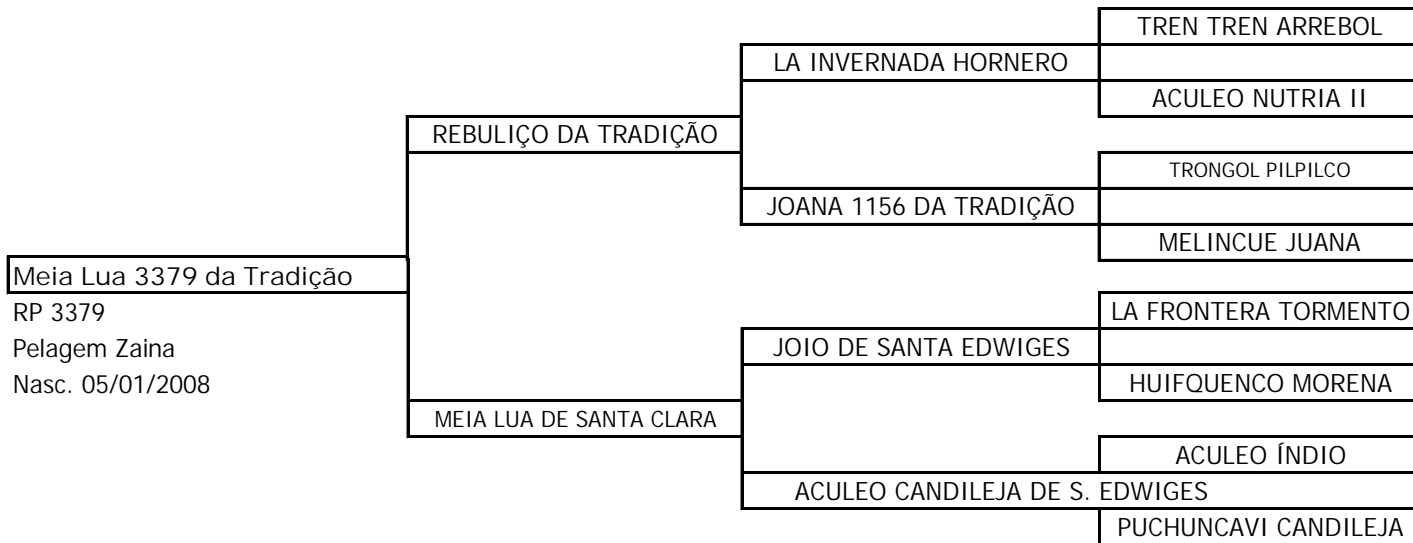 TREN TREN ARREBOL
LA INVERNADA HORNERO
ACULEO NUTRIA II
REBULIÇO DA TRADIÇÃO
TRONGOL PILPILCO
JOANA 1156 DA TRADIÇÃO
MELINCUE JUANA
Meia Lua 3379 da Tradição
RP 3379
LA FRONTERA TORMENTO
Pelagem Zaina
JOIO DE SANTA EDWIGES
Nasc. 05/01/2008
HUIFQUENCO MORENA
MEIA LUA DE SANTA CLARA
ACULEO ÍNDIO
ACULEO CANDILEJA DE S. EDWIGES
PUCHUNCAVI CANDILEJA